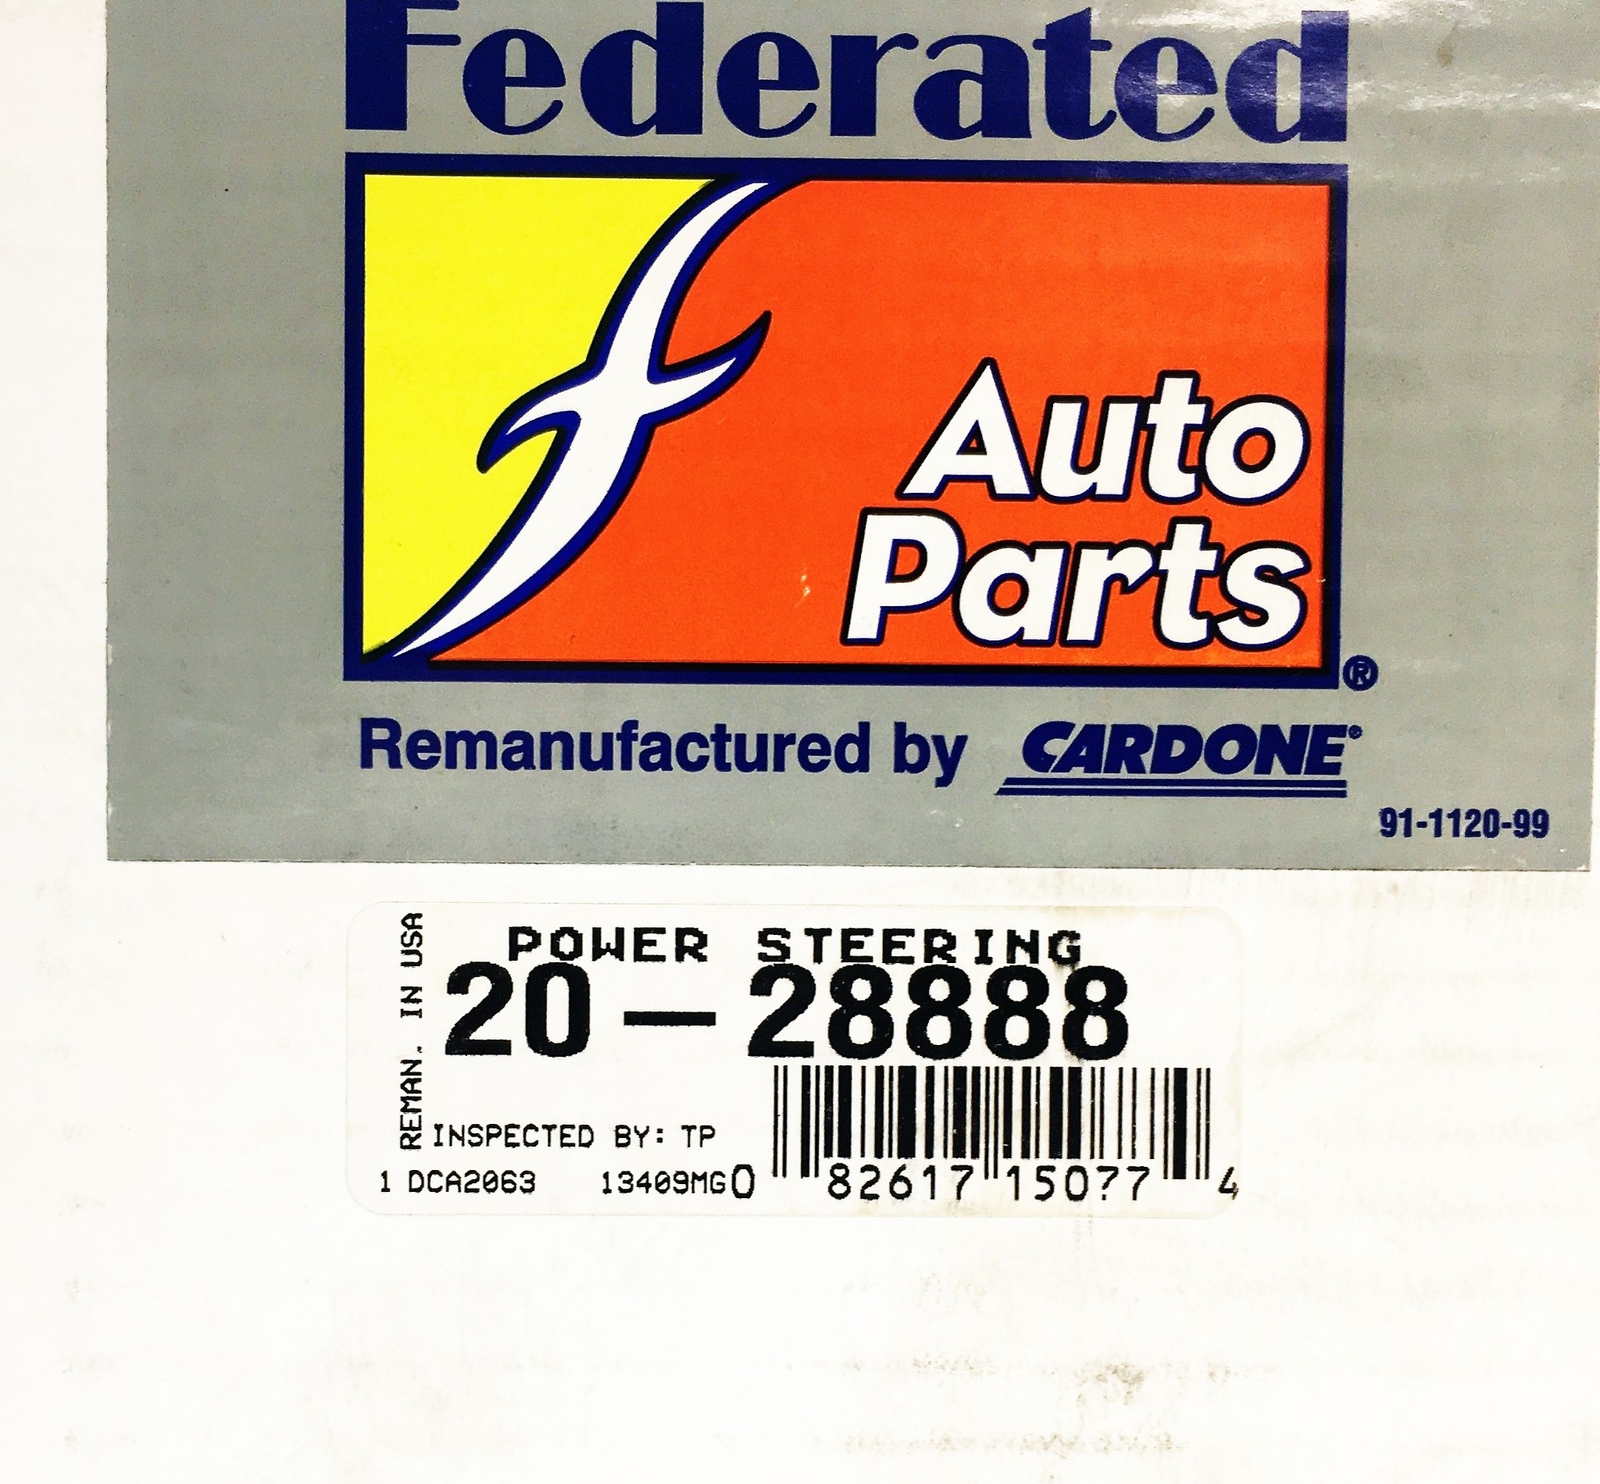 Federated
Auto
Parts
®
Remanufactured by CARDONE®
91-1120-99
REMAN. IN USA
POWER STEERING
20-28888
INSPECTED BY: TP
1 DCA2063 13409MG
0 82617 15077 4